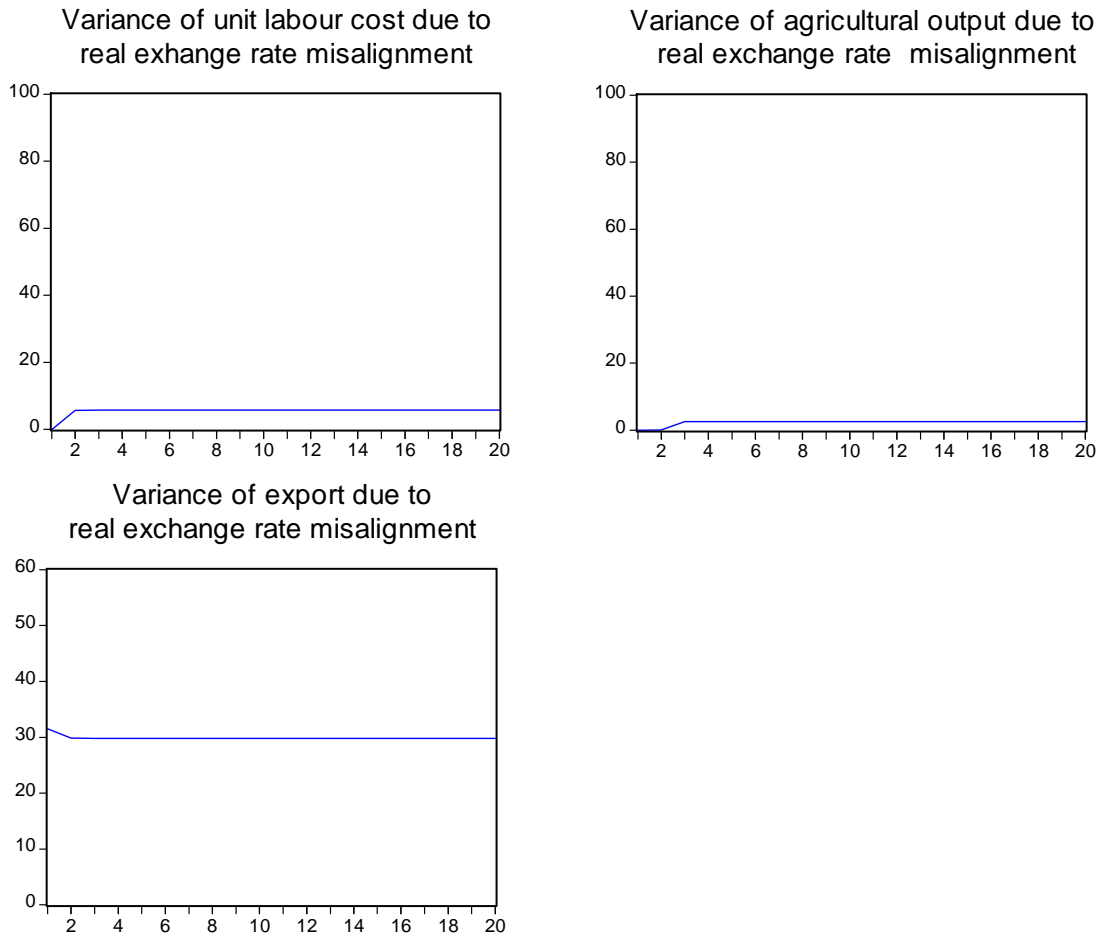 Variance of unit labour cost due to
real exhange rate misalignment
100
80
60
40
20
0
2 4 6 8 10 12 14 16 18 20
Variance of agricultural output due to
real exchange rate misalignment
100
80
60
40
20
0
2 4 6 8 10 12 14 16 18 20
Variance of export due to
real exchange rate misalignment
60
50
40
30
20
10
0
2 4 6 8 10 12 14 16 18 20